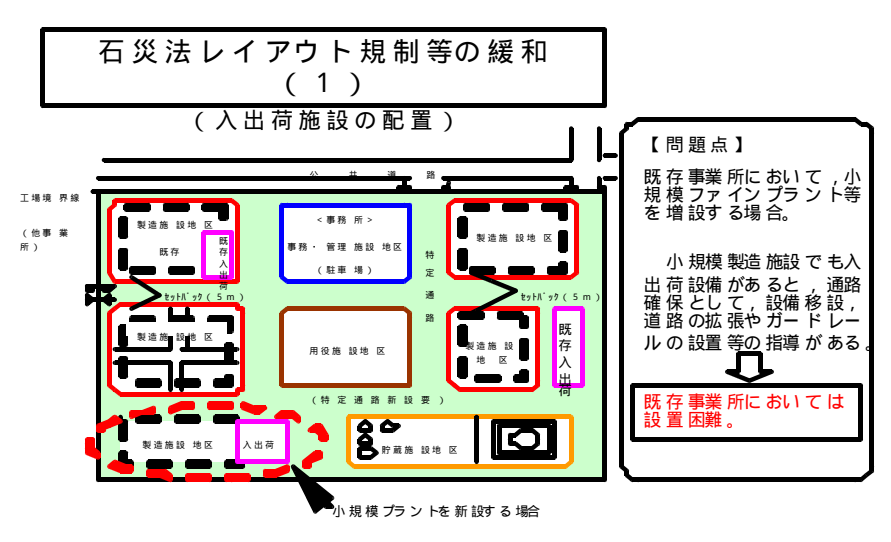 石災法レイアウト規制等の緩和
(1)
(入出荷施設の配置)
公共道路
工場境界線
(他事業
所)
製造施設地区
既存
既存入出荷
<事務所>
事務・管理施設地区
(駐車場)
特定通路
製造施設地区
セットバック(5m)
セットバック(5m)
製造施設地区
用役施設地区
製造施設
地区
既存入出荷
(特定通路新設要)
製造施設地区
入出荷
貯蔵施設地区
小規模プラントを新設する場合
【問題点】
既存事業所において,小
規模ファインプラント等
を増設する場合。
小規模製造施設でも入
出荷設備があると,通路
確保として,設備移設,
道路の拡張やガードレー
ルの設置等の指導がある。
既存事業所においては
設置困難。